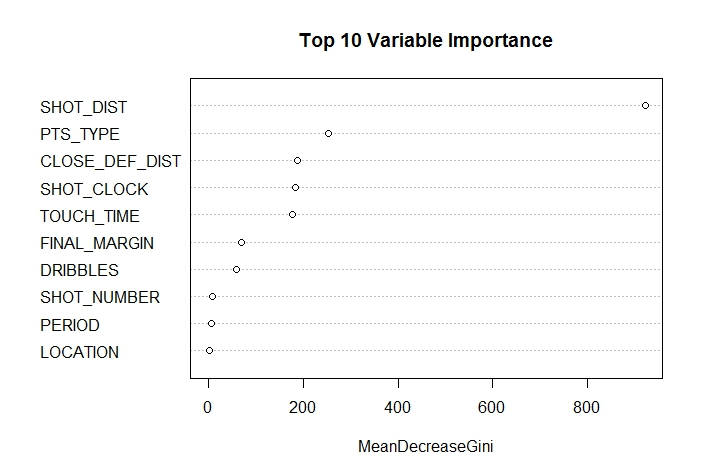 Top 10 Variable Importance
SHOT_DIST
PTS_TYPE
CLOSE_DEF_DIST
SHOT_CLOCK
TOUCH_TIME
FINAL_MARGIN
DRIBBLES
SHOT_NUMBER
PERIOD
LOCATION
0 200 400 600 800
MeanDecreaseGini